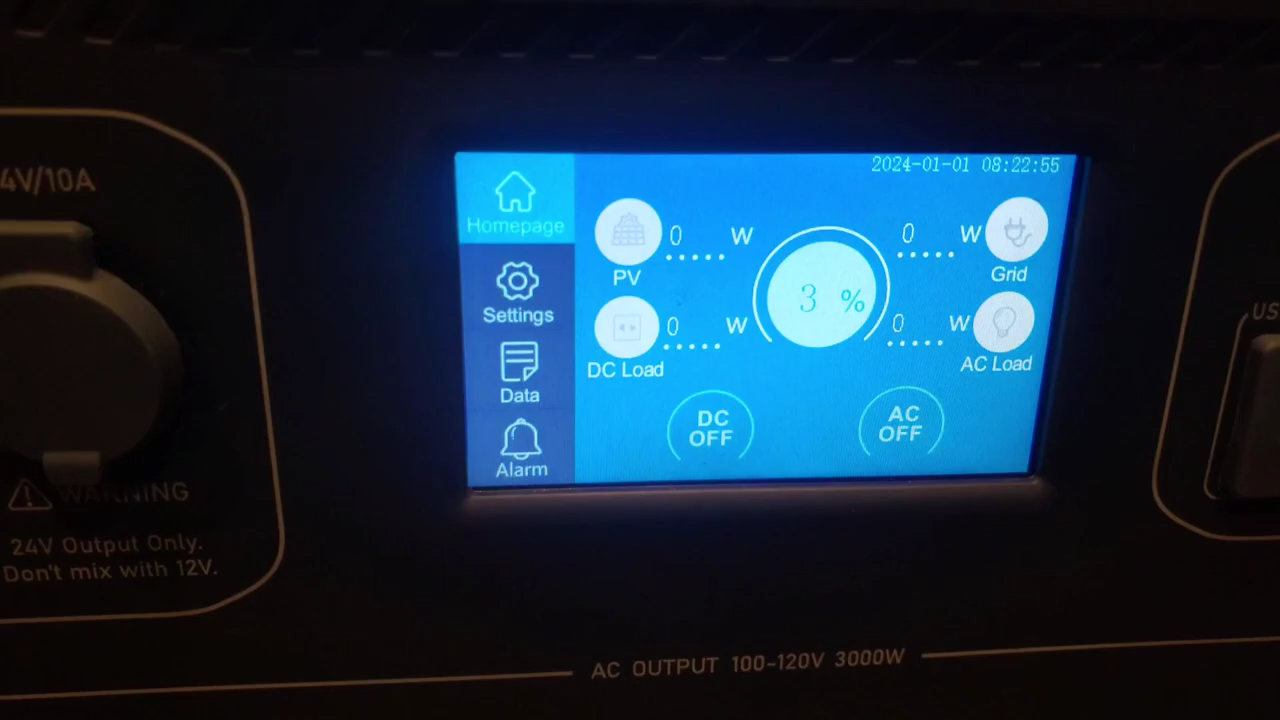 4V/10A
WARNING
24V Output Only.
Don't mix with 12V.
2024-01-01 08:22:55
Homepage
Settings
Data
Alarm
0 W
PV
0 W
DC Load
3 %
0 W
Grid
0 W
AC Load
DC
OFF
AC
OFF
US
AC OUTPUT 100-120V 3000W